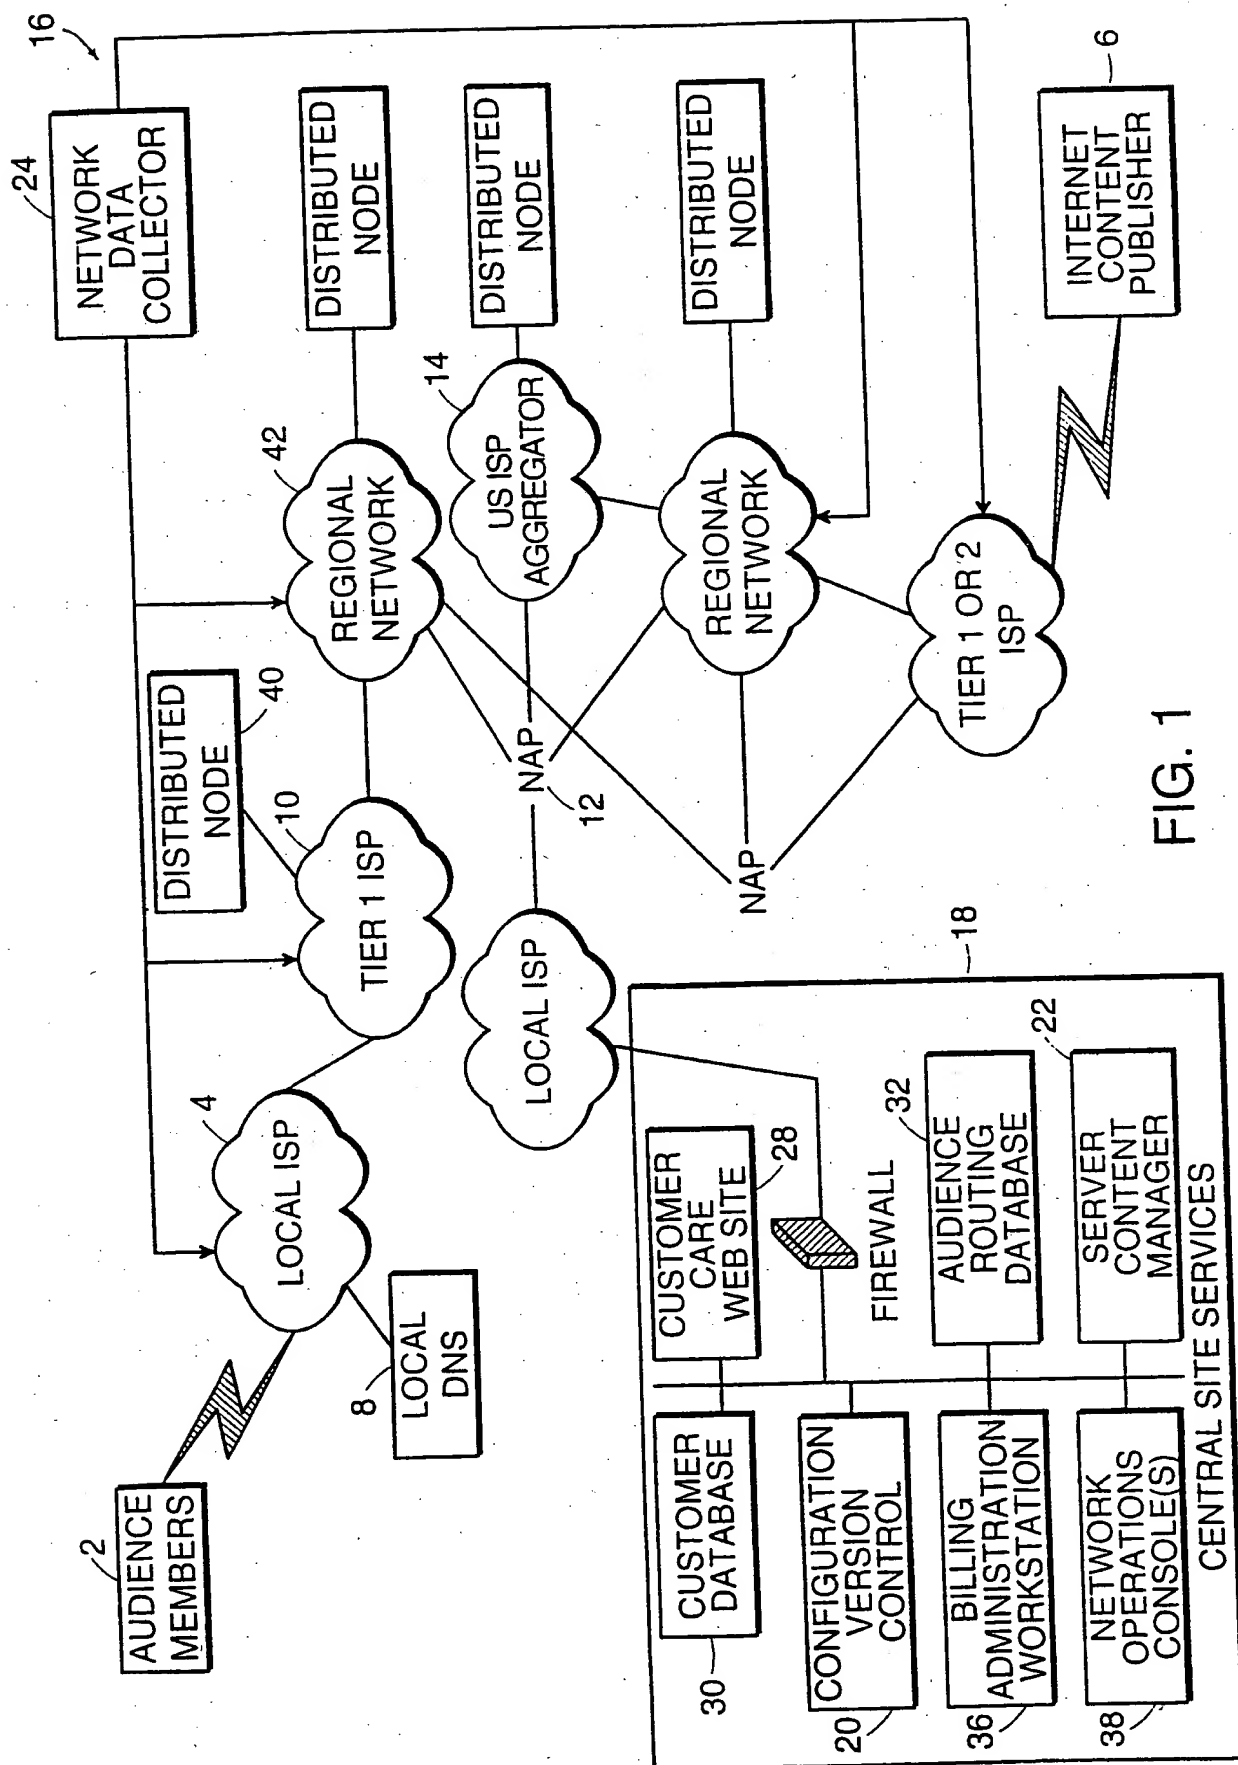 16
24
NETWORK
DATA
COLLECTOR
DISTRIBUTED
NODE
DISTRIBUTED
NODE
DISTRIBUTED
NODE
6
INTERNET
CONTENT
PUBLISHER
42
REGIONAL
NETWORK
14
US ISP
AGGREGATOR
REGIONAL
NETWORK
TIER 1 OR 2
ISP
DISTRIBUTED
NODE
40
10
TIER 1 ISP
NAP
12
NAP
4
LOCAL ISP
LOCAL ISP
8
LOCAL
DNS
2
AUDIENCE
MEMBERS
18
CUSTOMER
CARE
WEB SITE
28
FIREWALL
32
AUDIENCE
ROUTING
DATABASE
22
SERVER
CONTENT
MANAGER
30
CUSTOMER
DATABASE
20
CONFIGURATION
VERSION
CONTROL
36
BILLING
ADMINISTRATION
WORKSTATION
38
NETWORK
OPERATIONS
CONSOLE(S)
CENTRAL SITE SERVICES
FIG. 1